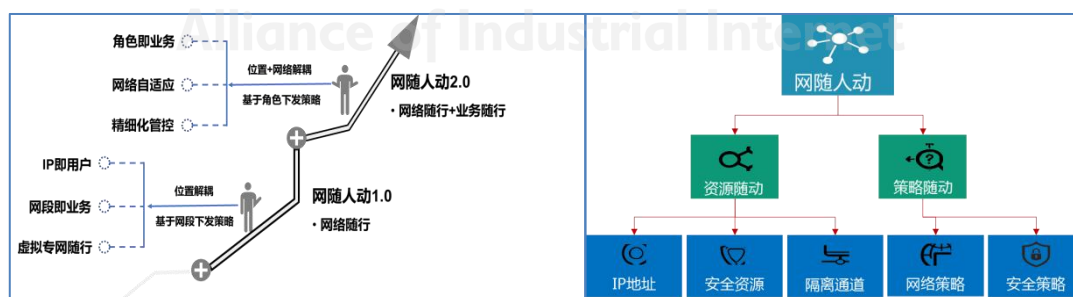 Alliance of Industrial Internet
角色即业务
网络自适应
精细化管控
位置+网络解耦
基于角色下发策略
网随人动2.0
·网络随行+业务随行
IP即用户
网段即业务
虚拟专网随行
位置解耦
基于网段下发策略
网随人动1.0
·网络随行
网随人动
资源随动
策略随动
IP地址
安全资源
隔离通道
网络策略
安全策略